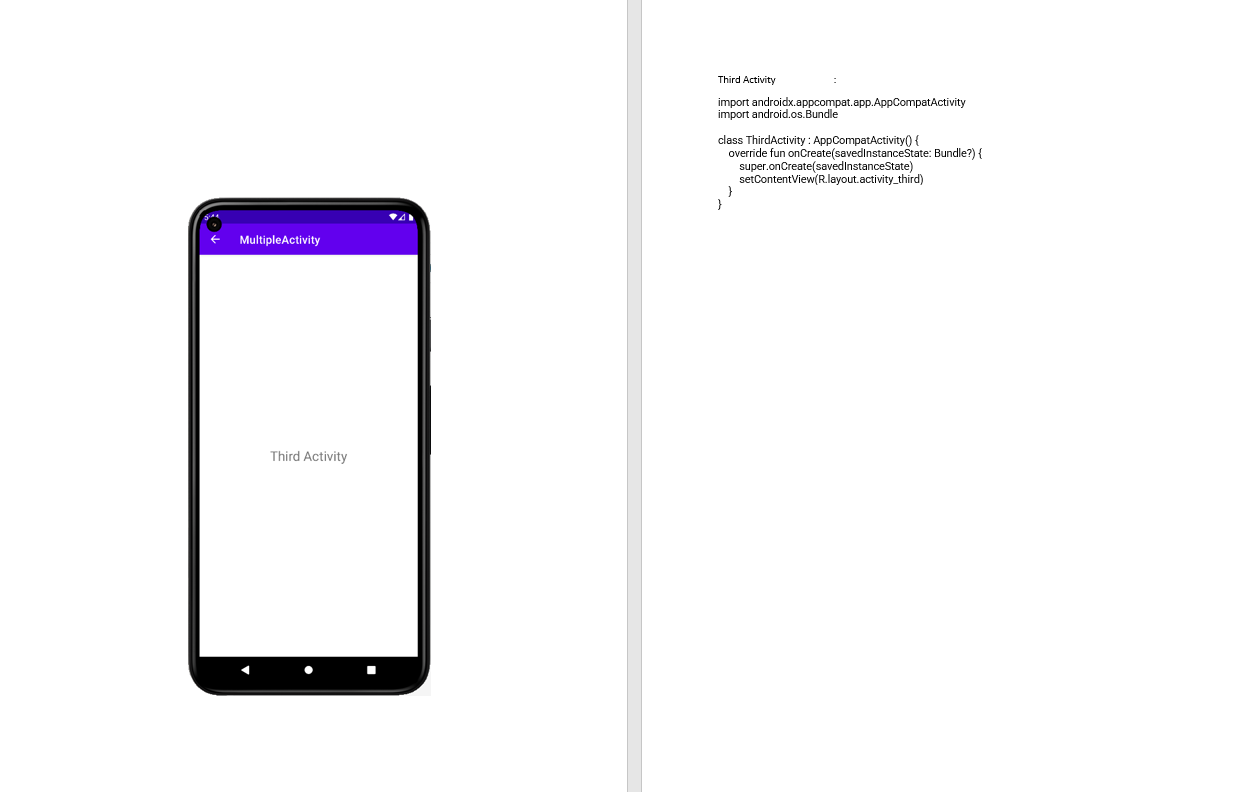 MultipleActivity
Third Activity
Third Activity :
import androidx.appcompat.app.AppCompatActivity
import android.os.Bundle
class ThirdActivity : AppCompatActivity() {
override fun onCreate(savedInstanceState: Bundle?) {
super.onCreate(savedInstanceState)
setContentView(R.layout.activity_third)
}
}